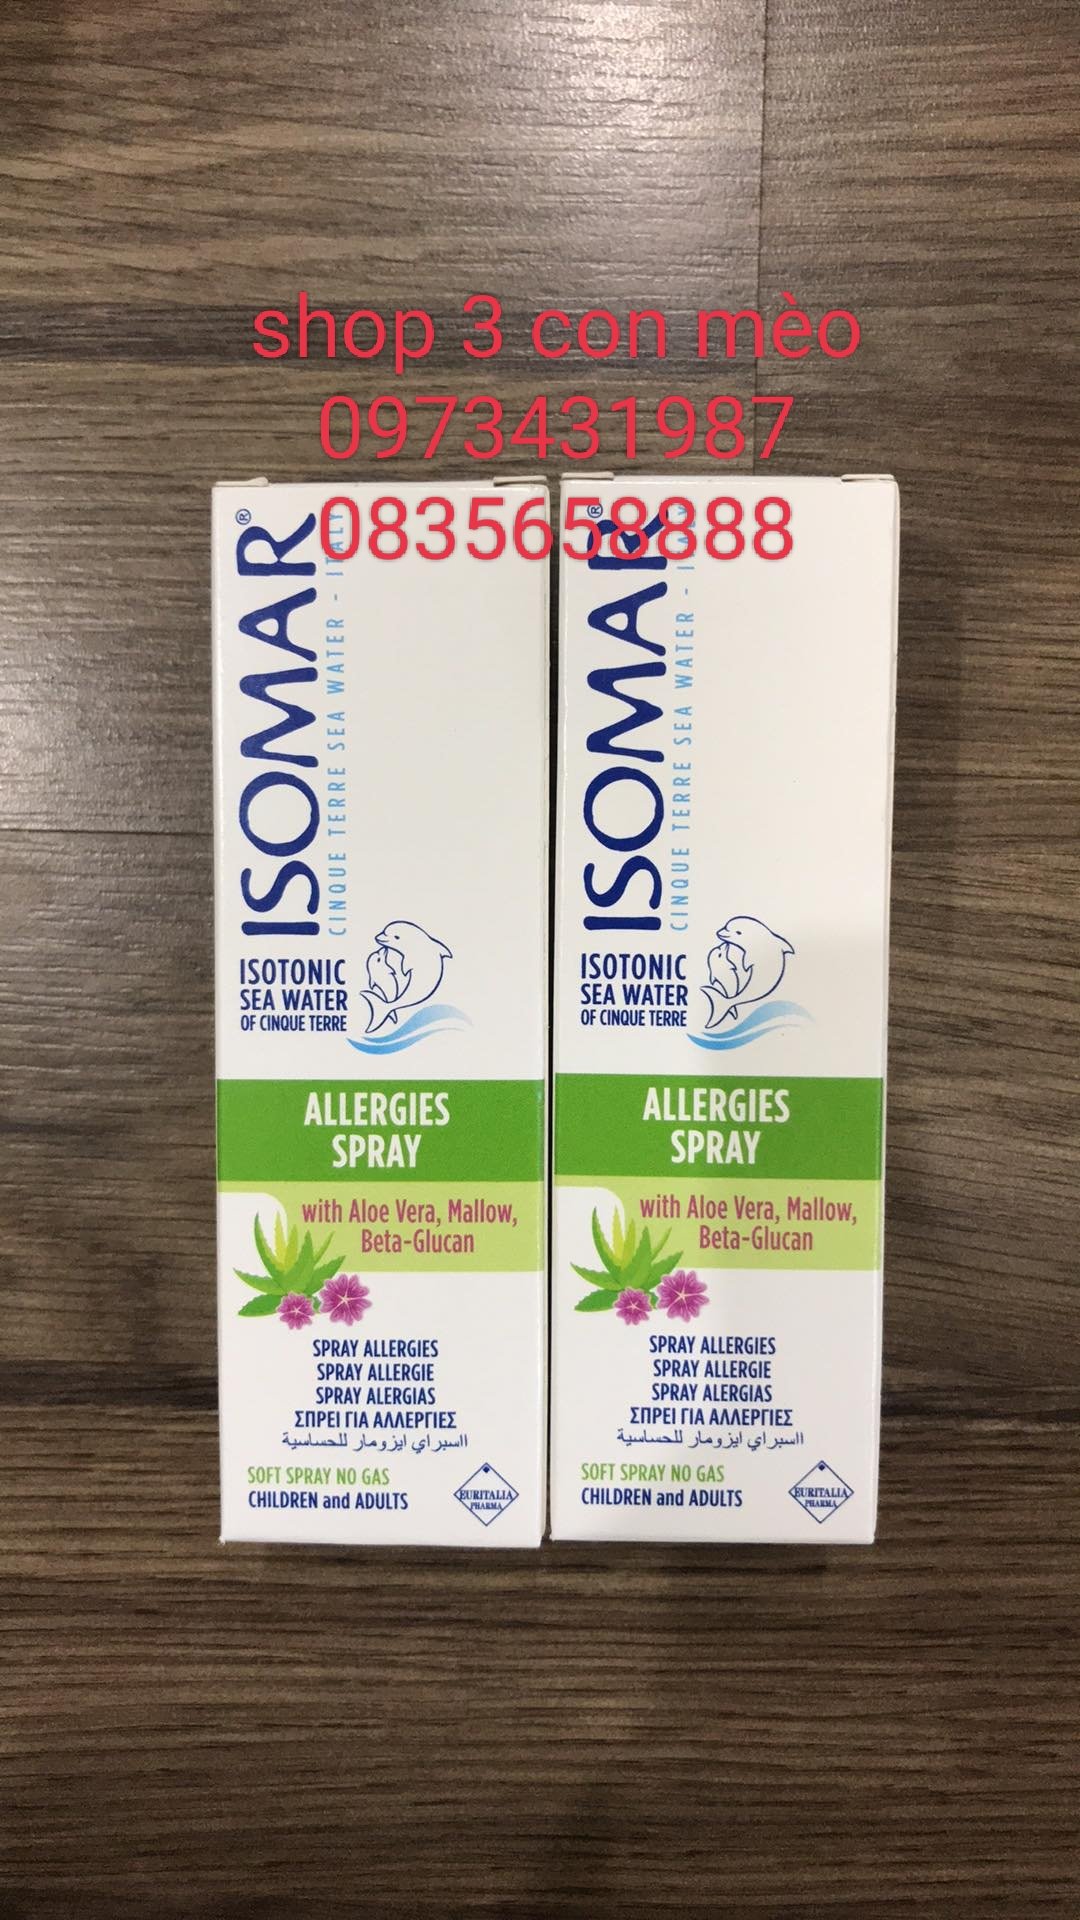 shop 3 con mèo
0973431987
0835658888
ISOMAR®
CINQUE TERRE SEA WATER - ITALY
ISOTONIC
SEA WATER
OF CINQUE TERRE
ALLERGIES
SPRAY
with Aloe Vera, Mallow,
Beta-Glucan
SPRAY ALLERGIES
SPRAY ALLERGIE
SPRAY ALERGIAS
ΣΠΡΕΙ ΓΙΑ ΑΛΛΕΡΓΙΕΣ
ااسبراي ايزومار للحساسية
SOFT SPRAY NO GAS
CHILDREN and ADULTS
EURITALIA
PHARMA
ISOMAR®
CINQUE TERRE SEA WATER - ITALY
ISOTONIC
SEA WATER
OF CINQUE TERRE
ALLERGIES
SPRAY
with Aloe Vera, Mallow,
Beta-Glucan
SPRAY ALLERGIES
SPRAY ALLERGIE
SPRAY ALERGIAS
ΣΠΡΕΙ ΓΙΑ ΑΛΛΕΡΓΙΕΣ
ااسبراي ايزومار للحساسية
SOFT SPRAY NO GAS
CHILDREN and ADULTS
EURITALIA
PHARMA